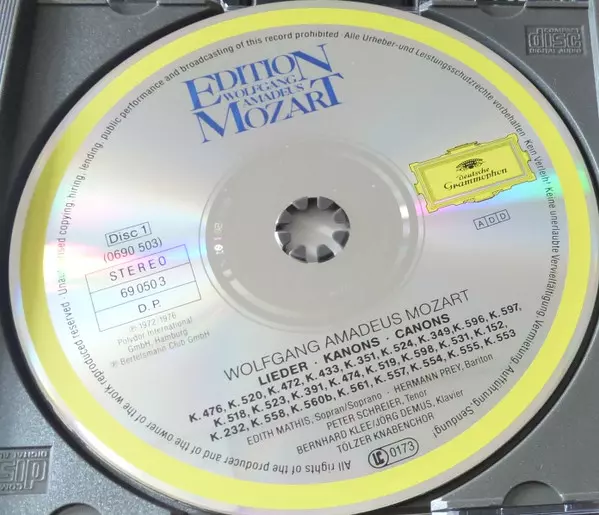 Unauthorised copying, hiring, lending, public performance and broadcasting of this record prohibited · Alle Urheber- und Leistungsschutzrechte vorbehalten. Kein Verleih! Keine unerlaubte Vervielfältigung, Vermietung, Aufführung, Sendung!
All rights of the producer and of the owner of the work reproduced reserved.
EDITION
WOLFGANG
AMADEUS
MOZART
COMPACT
disc
DIGITAL AUDIO
Deutsche
Grammophon
ADD
Disc 1
(0690 503)
STEREO
69 050 3
D.P.
℗ 1972, 1976
Polydor International
GmbH, Hamburg
℗ Bertelsmann Club GmbH
WOLFGANG AMADEUS MOZART
LIEDER · KANONS · CANONS
K. 476, K. 520, K. 472, K. 433, K. 351, K. 524, K. 349, K. 596, K. 597,
K. 518, K. 523, K. 391, K. 474, K. 519, K. 598, K. 531, K. 152,
K. 232, K. 558, K. 560b, K. 561, K. 557, K. 554, K. 555, K. 553
EDITH MATHIS, Sopran/Soprano · HERMANN PREY, Bariton
PETER SCHREIER, Tenor
BERNHARD KLEE/JÖRG DEMUS, Klavier
TÖLZER KNABENCHOR
LC 0173